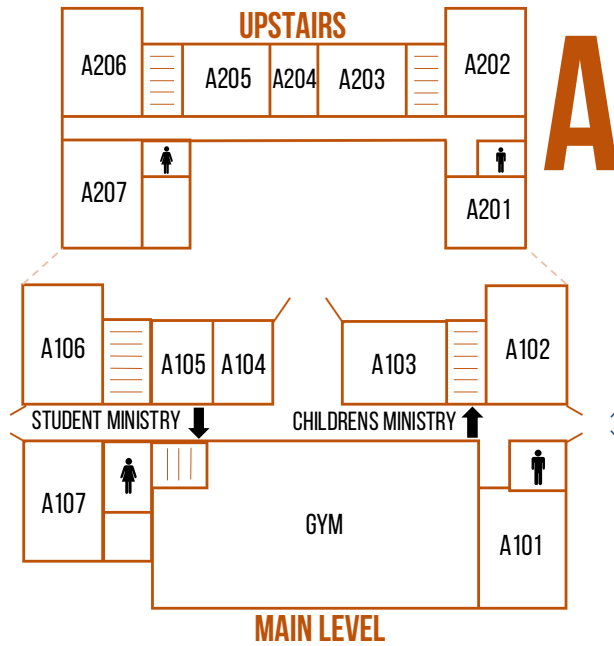 UPSTAIRS
A
A206
A205
A204
A203
A202
A207
A201
A106
A105
A104
A103
A102
STUDENT MINISTRY
CHILDRENS MINISTRY
A107
GYM
A101
MAIN LEVEL